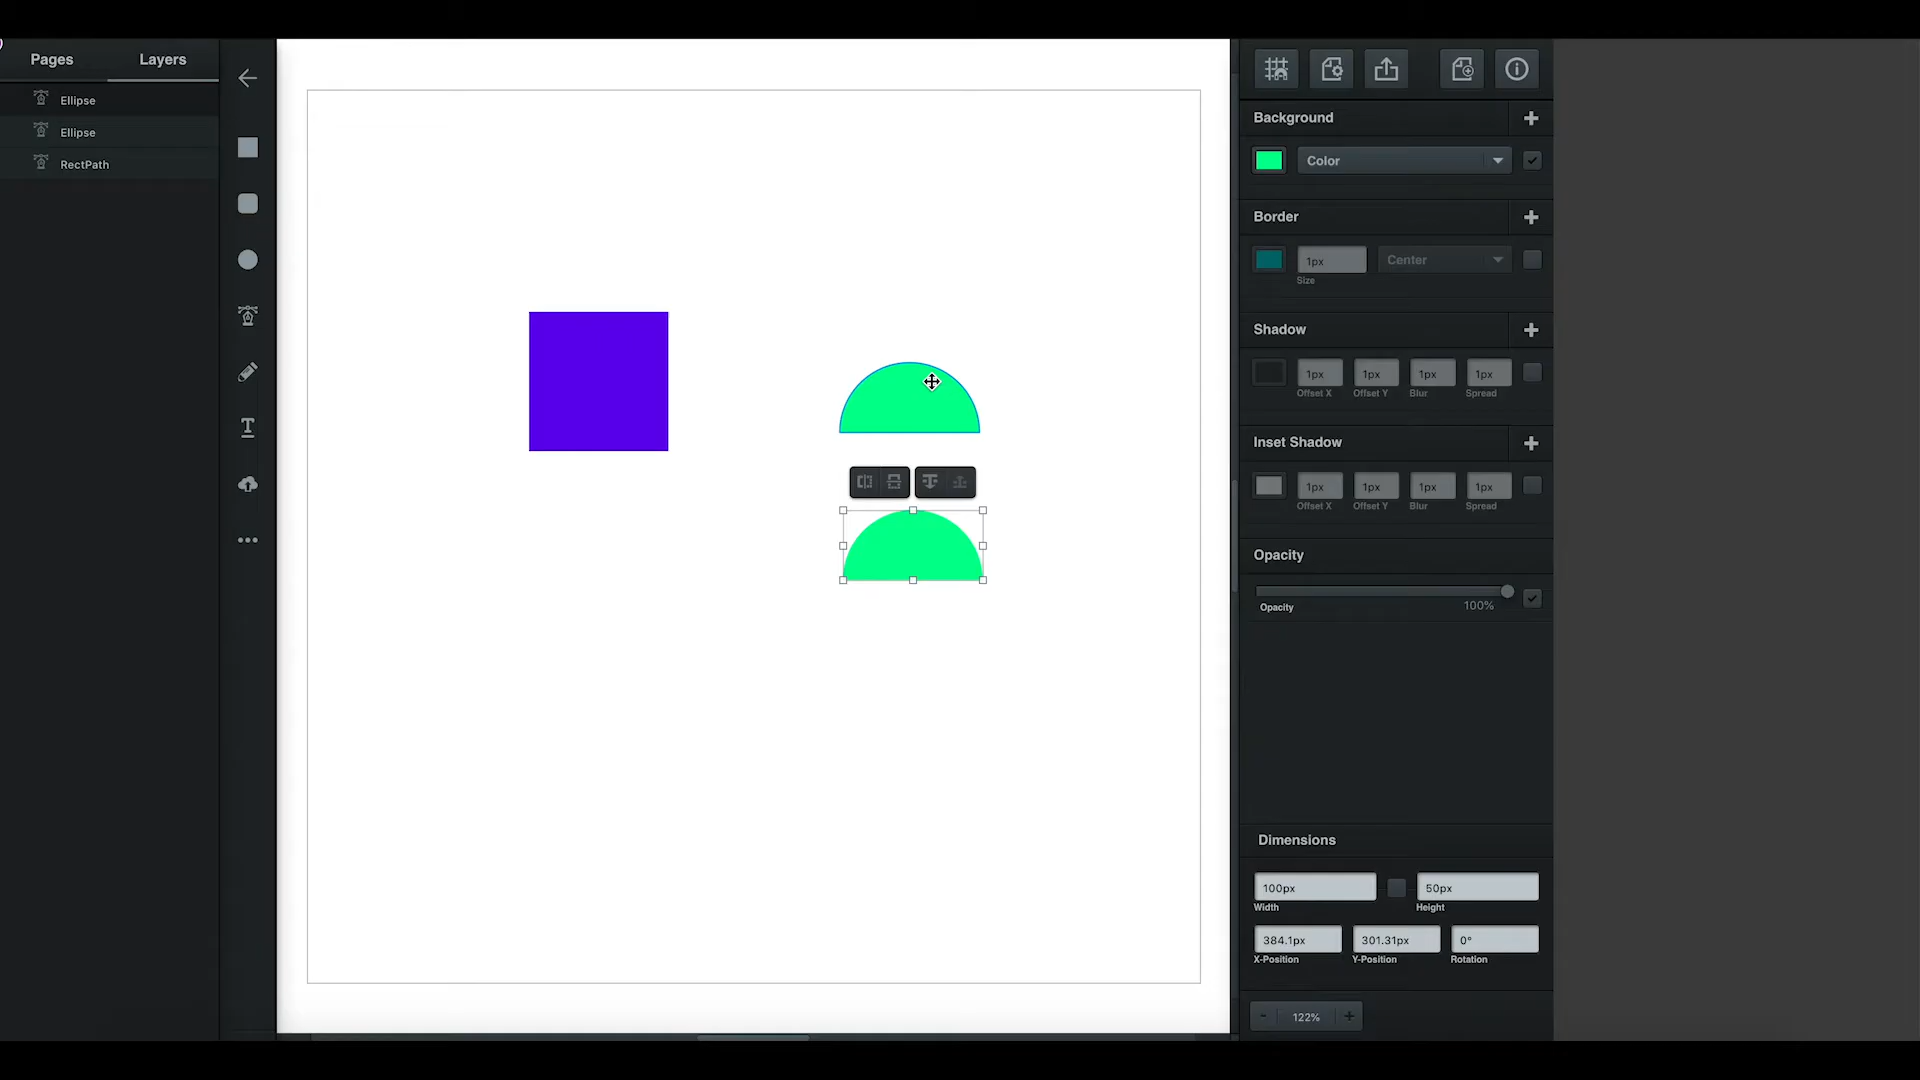 Pages
Layers
Ellipse
Ellipse
RectPath
Background
Color
Border
1px
Center
Size
Shadow
1px 1px 1px 1px
Offset X Offset Y Blur Spread
Inset Shadow
1px 1px 1px 1px
Offset X Offset Y Blur Spread
Opacity
Opacity 100%
Dimensions
100px 50px
Width Height
384.1px 301.31px 0°
X-Position Y-Position Rotation
- 122% +